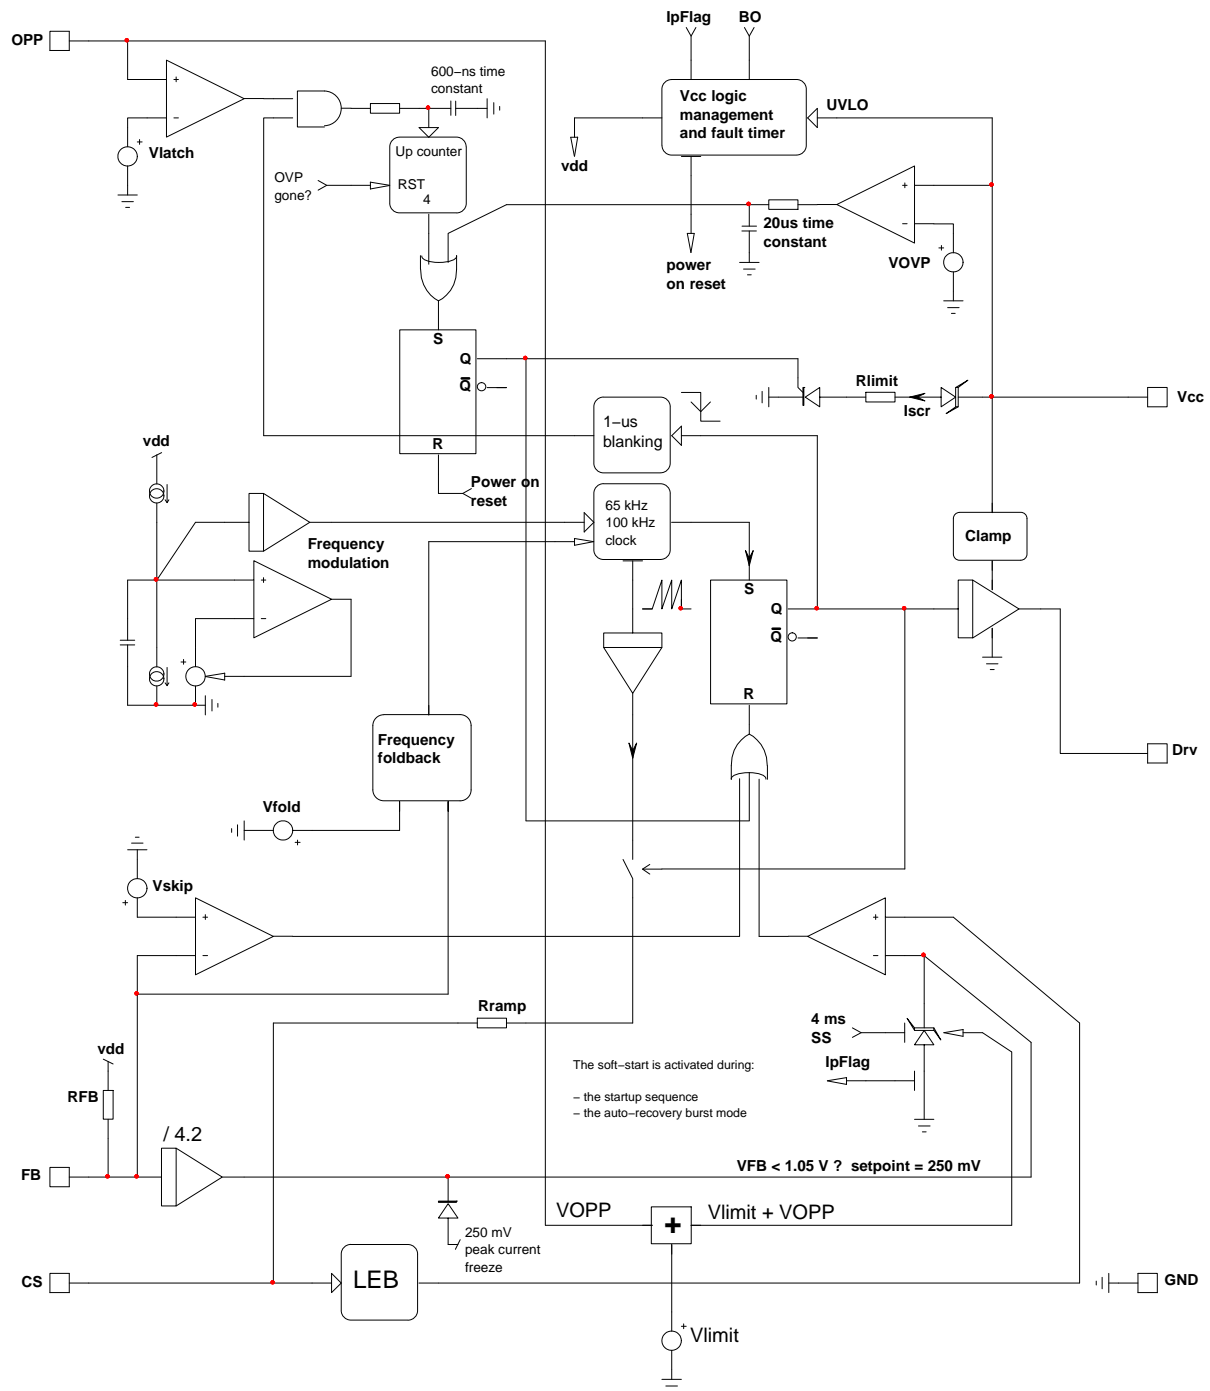 IpFlag
BO
OPP
600−ns time
constant
+
−
+
Vlatch
Vcc logic
management
and fault timer
UVLO
vdd
Up counter
OVP
gone?
RST
4
20us time
constant
+
−
+
VOVP
power
on reset
S
Q
Q
R
Rlimit
Iscr
Vcc
1−us
blanking
vdd
Power on
reset
65 kHz
100 kHz
clock
Clamp
Frequency
modulation
+
−
+
S
Q
Q
R
Frequency
foldback
Drv
Vfold
+
Vskip
+
+
−
+
−
Rramp
4 ms
SS
IpFlag
vdd
RFB
The soft−start is activated during:
− the startup sequence
− the auto−recovery burst mode
/ 4.2
FB
VFB < 1.05 V ? setpoint = 250 mV
VOPP
+
Vlimit + VOPP
250 mV
peak current
freeze
CS
LEB
GND
+
Vlimit